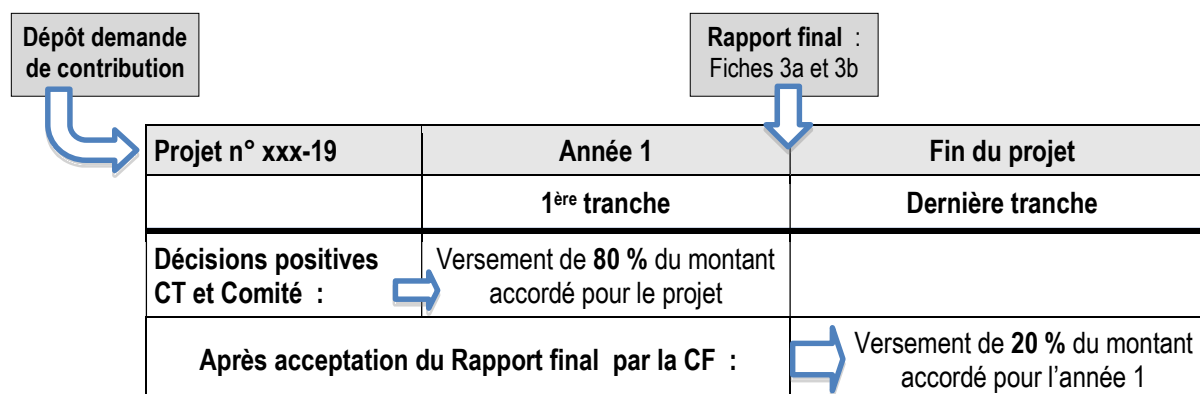 Dépôt demande
de contribution
Rapport final :
Fiches 3a et 3b
Projet n° xxx-19
Année 1
Fin du projet
1ère tranche
Dernière tranche
Décisions positives
CT et Comité :
Versement de 80 % du montant
accordé pour le projet
Après acceptation du Rapport final par la CF :
Versement de 20 % du montant
accordé pour l'année 1